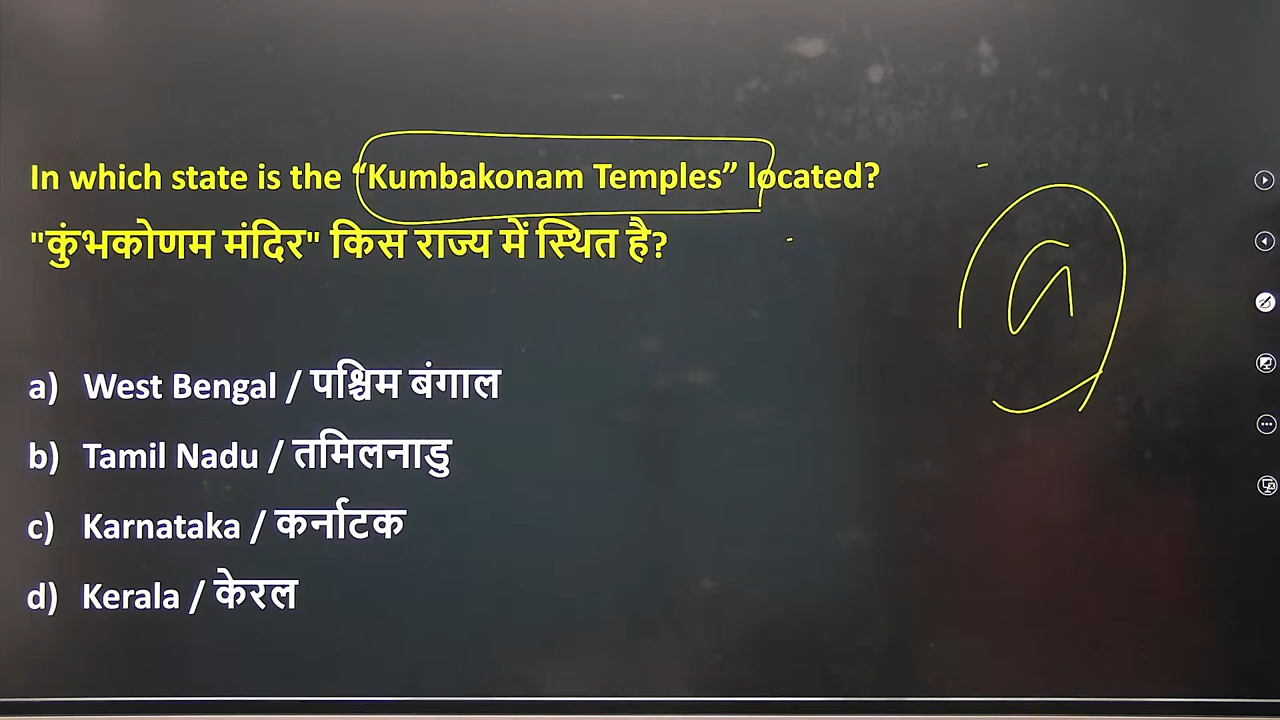 In which state is the “Kumbakonam Temples” located?
"कुंभकोणम मंदिर" किस राज्य में स्थित है?
a) West Bengal / पश्चिम बंगाल
b) Tamil Nadu / तमिलनाडु
c) Karnataka / कर्नाटक
d) Kerala / केरल
a